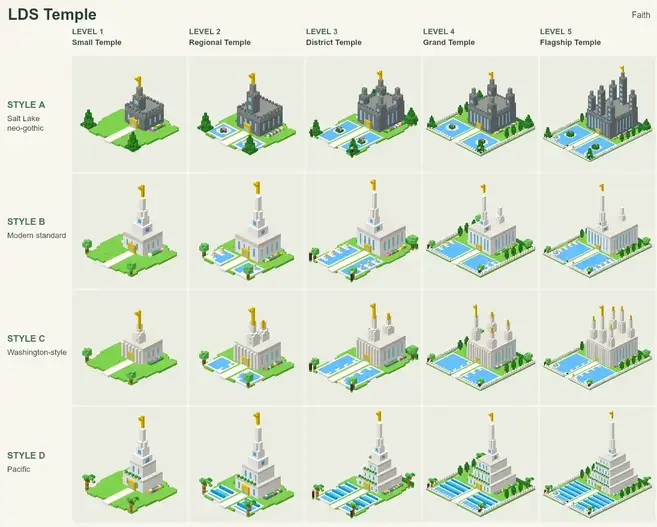 LDS Temple
Faith
LEVEL 1
Small Temple
LEVEL 2
Regional Temple
LEVEL 3
District Temple
LEVEL 4
Grand Temple
LEVEL 5
Flagship Temple
STYLE A
Salt Lake
neo-gothic
STYLE B
Modern standard
STYLE C
Washington-style
STYLE D
Pacific